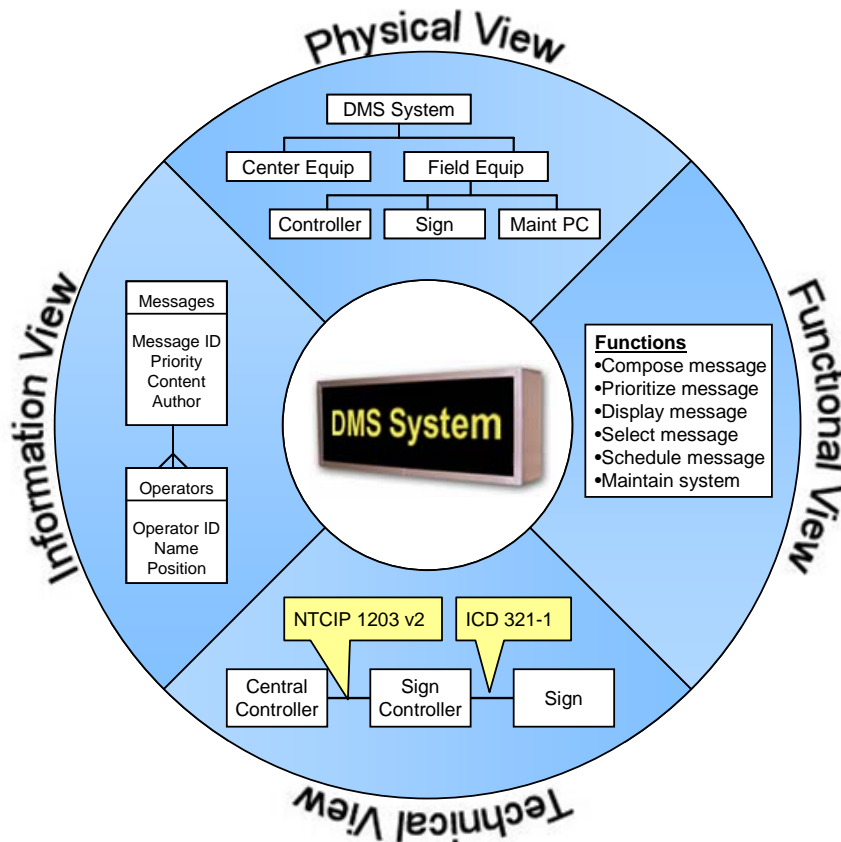 Physical View
DMS System
Center Equip
Field Equip
Controller
Sign
Maint PC
Information View
Messages
Message ID
Priority
Content
Author
Operators
Operator ID
Name
Position
DMS System
Functional View
Functions
•Compose message
•Prioritize message
•Display message
•Select message
•Schedule message
•Maintain system
NTCIP 1203 v2
ICD 321-1
Central
Controller
Sign
Controller
Sign
Technical View